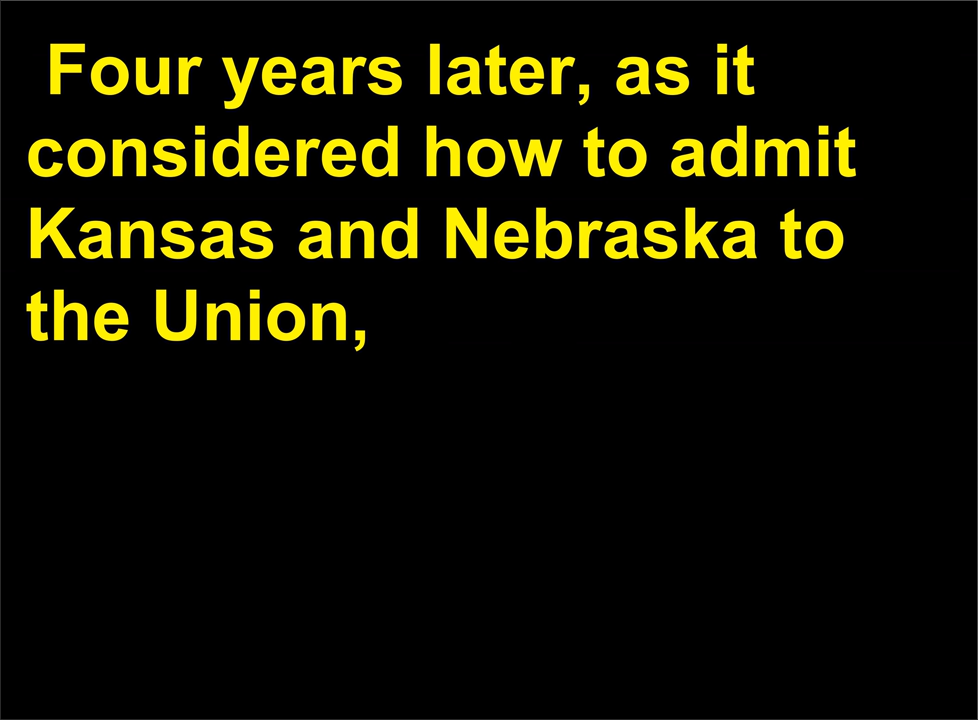 Four years later, as it
considered how to admit
Kansas and Nebraska to
the Union,